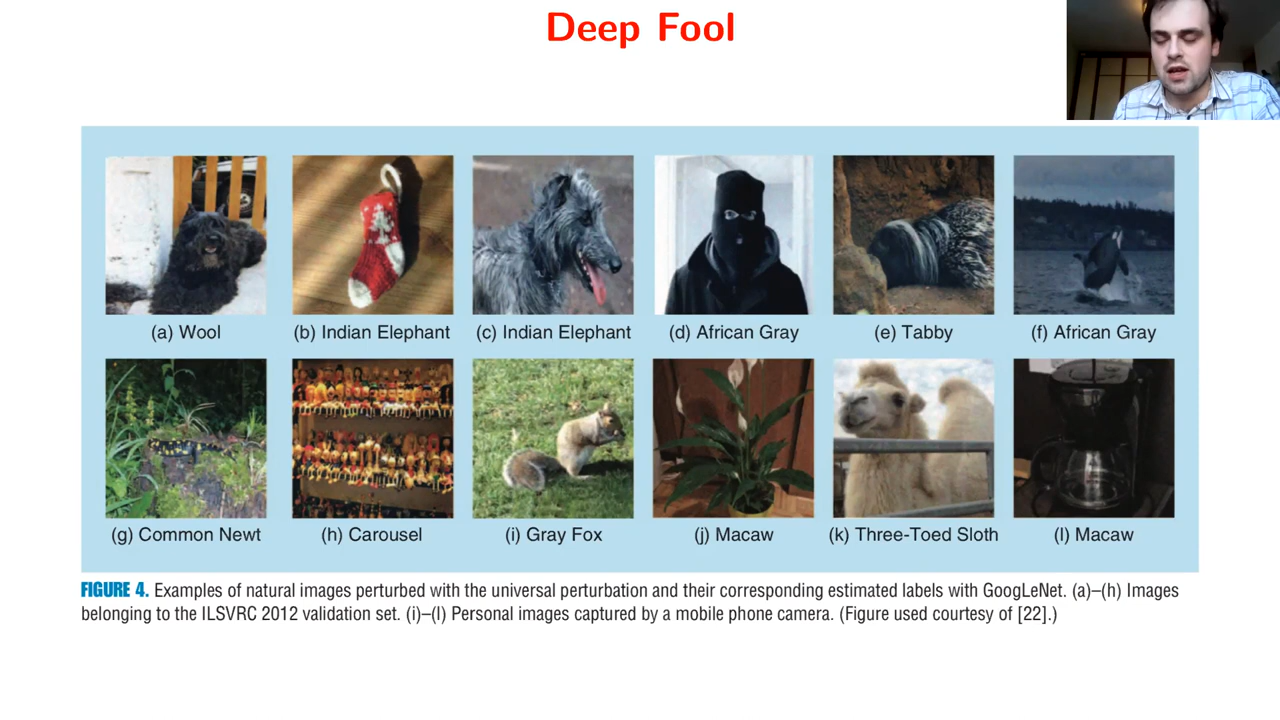 Deep Fool
(a) Wool
(b) Indian Elephant
(c) Indian Elephant
(d) African Gray
(e) Tabby
(f) African Gray
(g) Common Newt
(h) Carousel
(i) Gray Fox
(j) Macaw
(k) Three-Toed Sloth
(l) Macaw
FIGURE 4. Examples of natural images perturbed with the universal perturbation and their corresponding estimated labels with GoogLeNet. (a)–(h) Images
belonging to the ILSVRC 2012 validation set. (i)–(l) Personal images captured by a mobile phone camera. (Figure used courtesy of [22].)